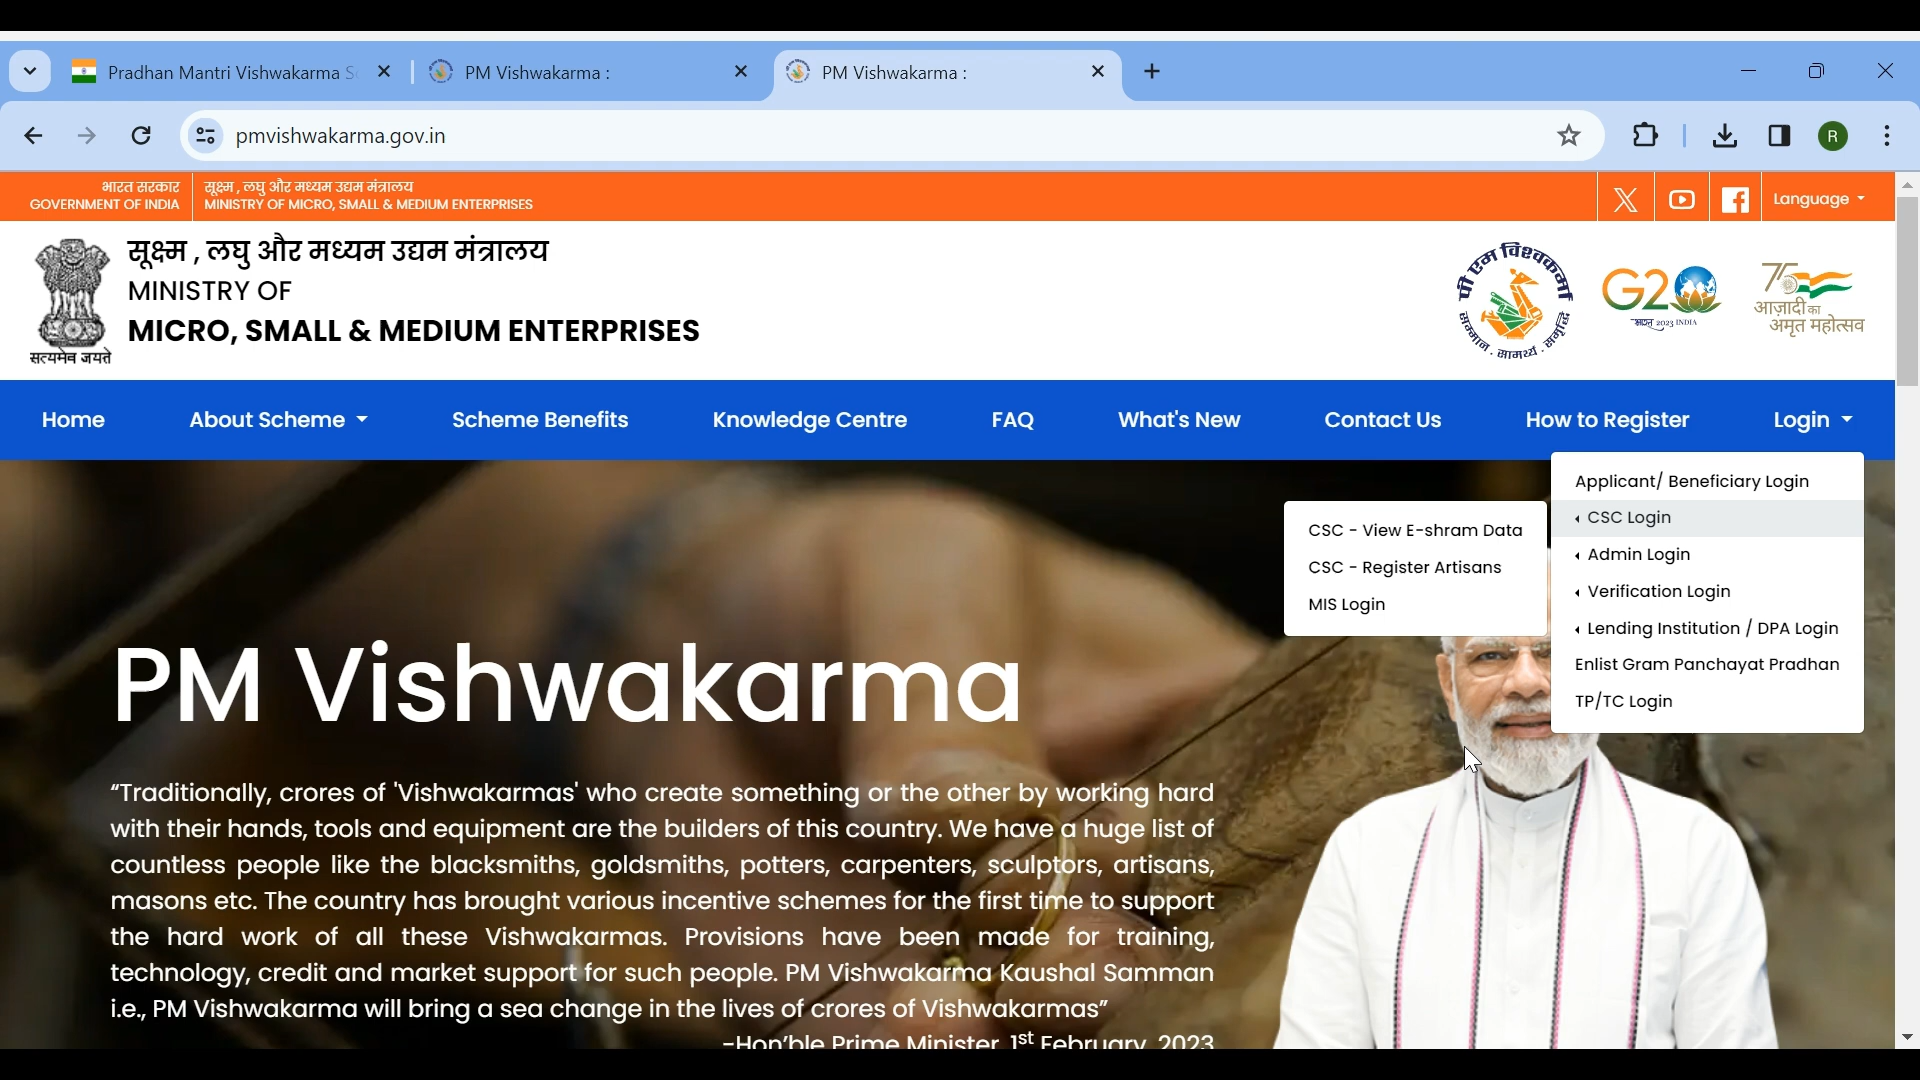 Pradhan Mantri Vishwakarma S
PM Vishwakarma :
PM Vishwakarma :
pmvishwakarma.gov.in
R
भारत सरकार
GOVERNMENT OF INDIA
सूक्ष्म , लघु और मध्यम उद्यम मंत्रालय
MINISTRY OF MICRO, SMALL & MEDIUM ENTERPRISES
Language
सत्यमेव जयते
सूक्ष्म , लघु और मध्यम उद्यम मंत्रालय
MINISTRY OF
MICRO, SMALL & MEDIUM ENTERPRISES
पी एम विश्वकर्मा
सम्मान . सामर्थ्य . समृद्धि
G20
भारत 2023 INDIA
75
आज़ादी का
अमृत महोत्सव
Home
About Scheme
Scheme Benefits
Knowledge Centre
FAQ
What's New
Contact Us
How to Register
Login
Applicant/ Beneficiary Login
CSC Login
Admin Login
Verification Login
Lending Institution / DPA Login
Enlist Gram Panchayat Pradhan
TP/TC Login
CSC - View E-shram Data
CSC - Register Artisans
MIS Login
PM Vishwakarma
“Traditionally, crores of 'Vishwakarmas' who create something or the other by working hard
with their hands, tools and equipment are the builders of this country. We have a huge list of
countless people like the blacksmiths, goldsmiths, potters, carpenters, sculptors, artisans,
masons etc. The country has brought various incentive schemes for the first time to support
the hard work of all these Vishwakarmas. Provisions have been made for training,
technology, credit and market support for such people. PM Vishwakarma Kaushal Samman
i.e., PM Vishwakarma will bring a sea change in the lives of crores of Vishwakarmas”
-Hon’ble Prime Minister, 1st February, 2023